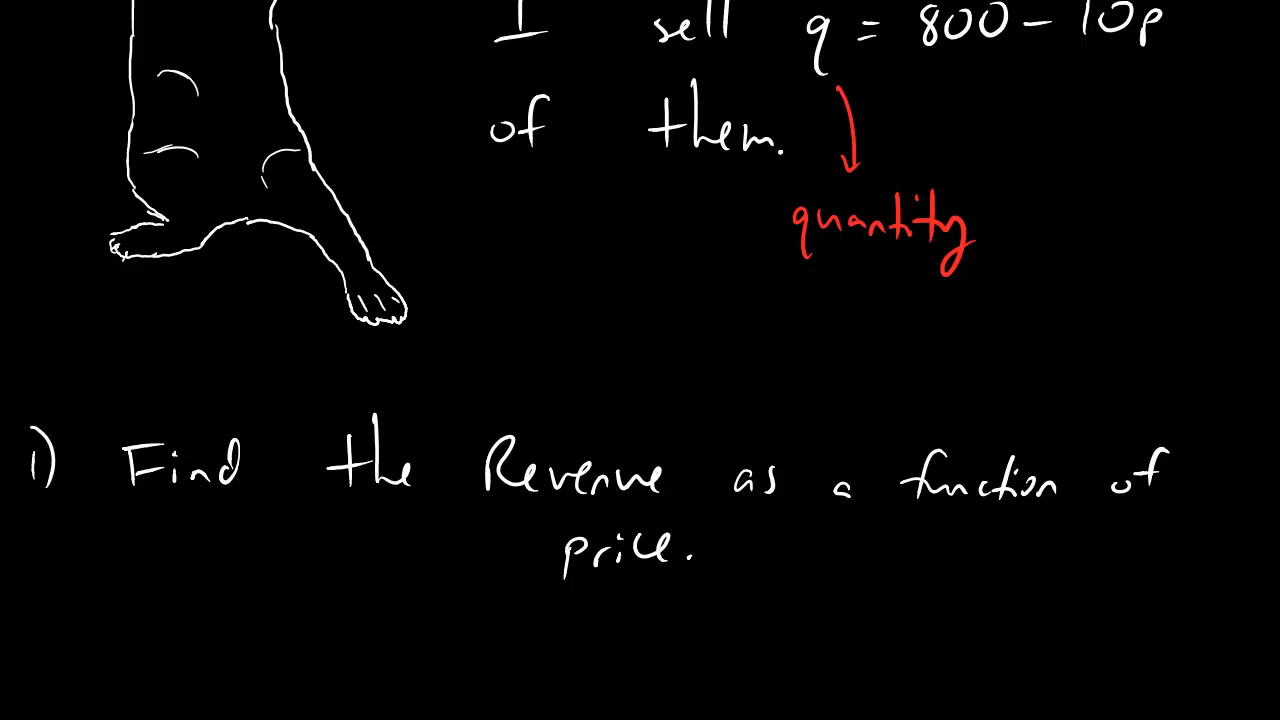 I sell q = 800 - 10p
of them.
quantity
1) Find the Revenue as a function of
price.